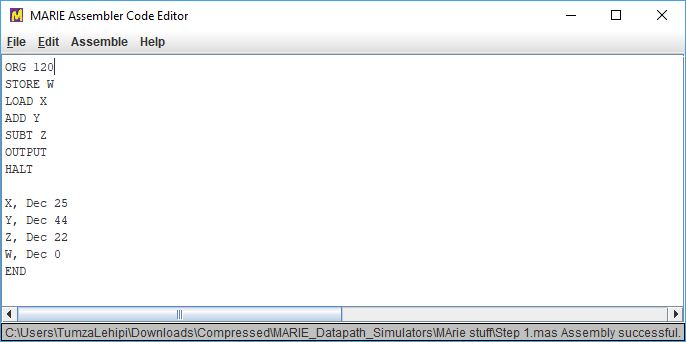 MARIE Assembler Code Editor
File Edit Assemble Help
ORG 120
STORE W
LOAD X
ADD Y
SUBT Z
OUTPUT
HALT
X, Dec 25
Y, Dec 44
Z, Dec 22
W, Dec 0
END
C:\Users\TumzaLehipi\Downloads\Compressed\MARIE_Datapath_Simulators\MArie stuff\Step 1.mas Assembly successful.